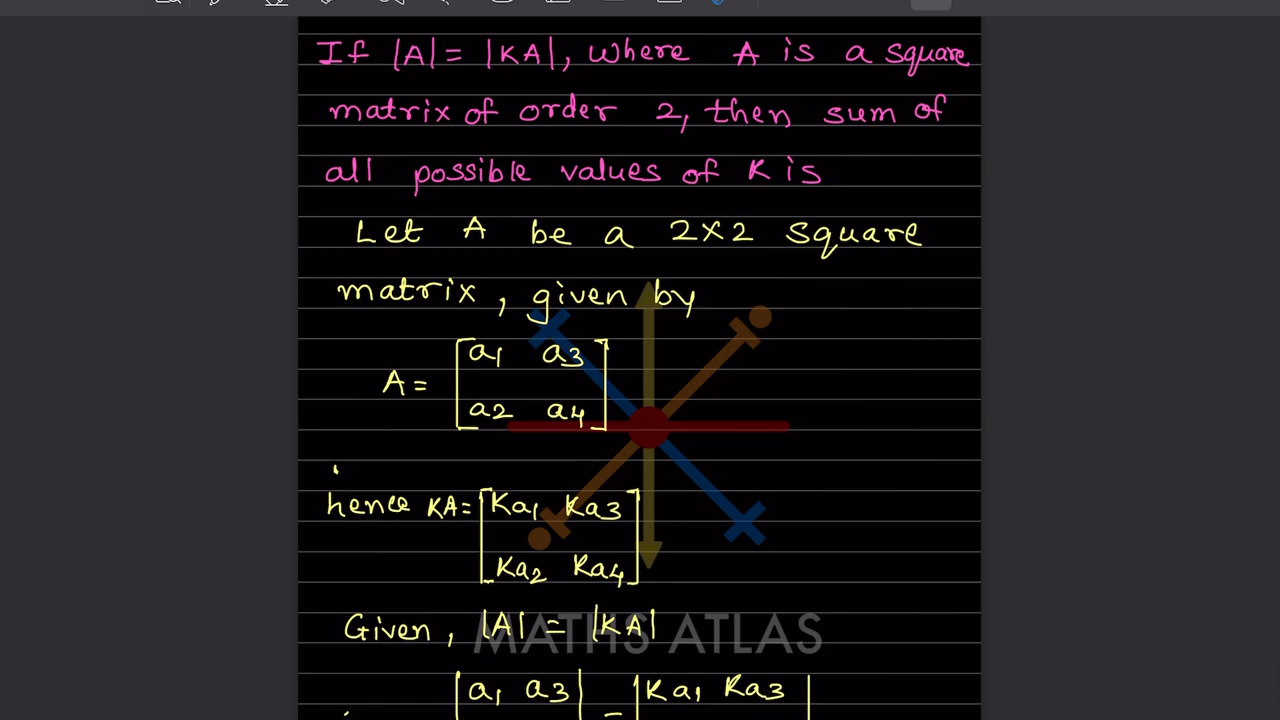 If |A| = |KA|, where A is a square
matrix of order 2, then sum of
all possible values of K is
Let A be a 2×2 square
matrix, given by
A = [a1 a3
a2 a4]
hence KA = [Ka1 Ka3
Ka2 Ka4]
Given, |A| = |KA|
MATHS ATLAS
|a1 a3| = |Ka1 Ka3|